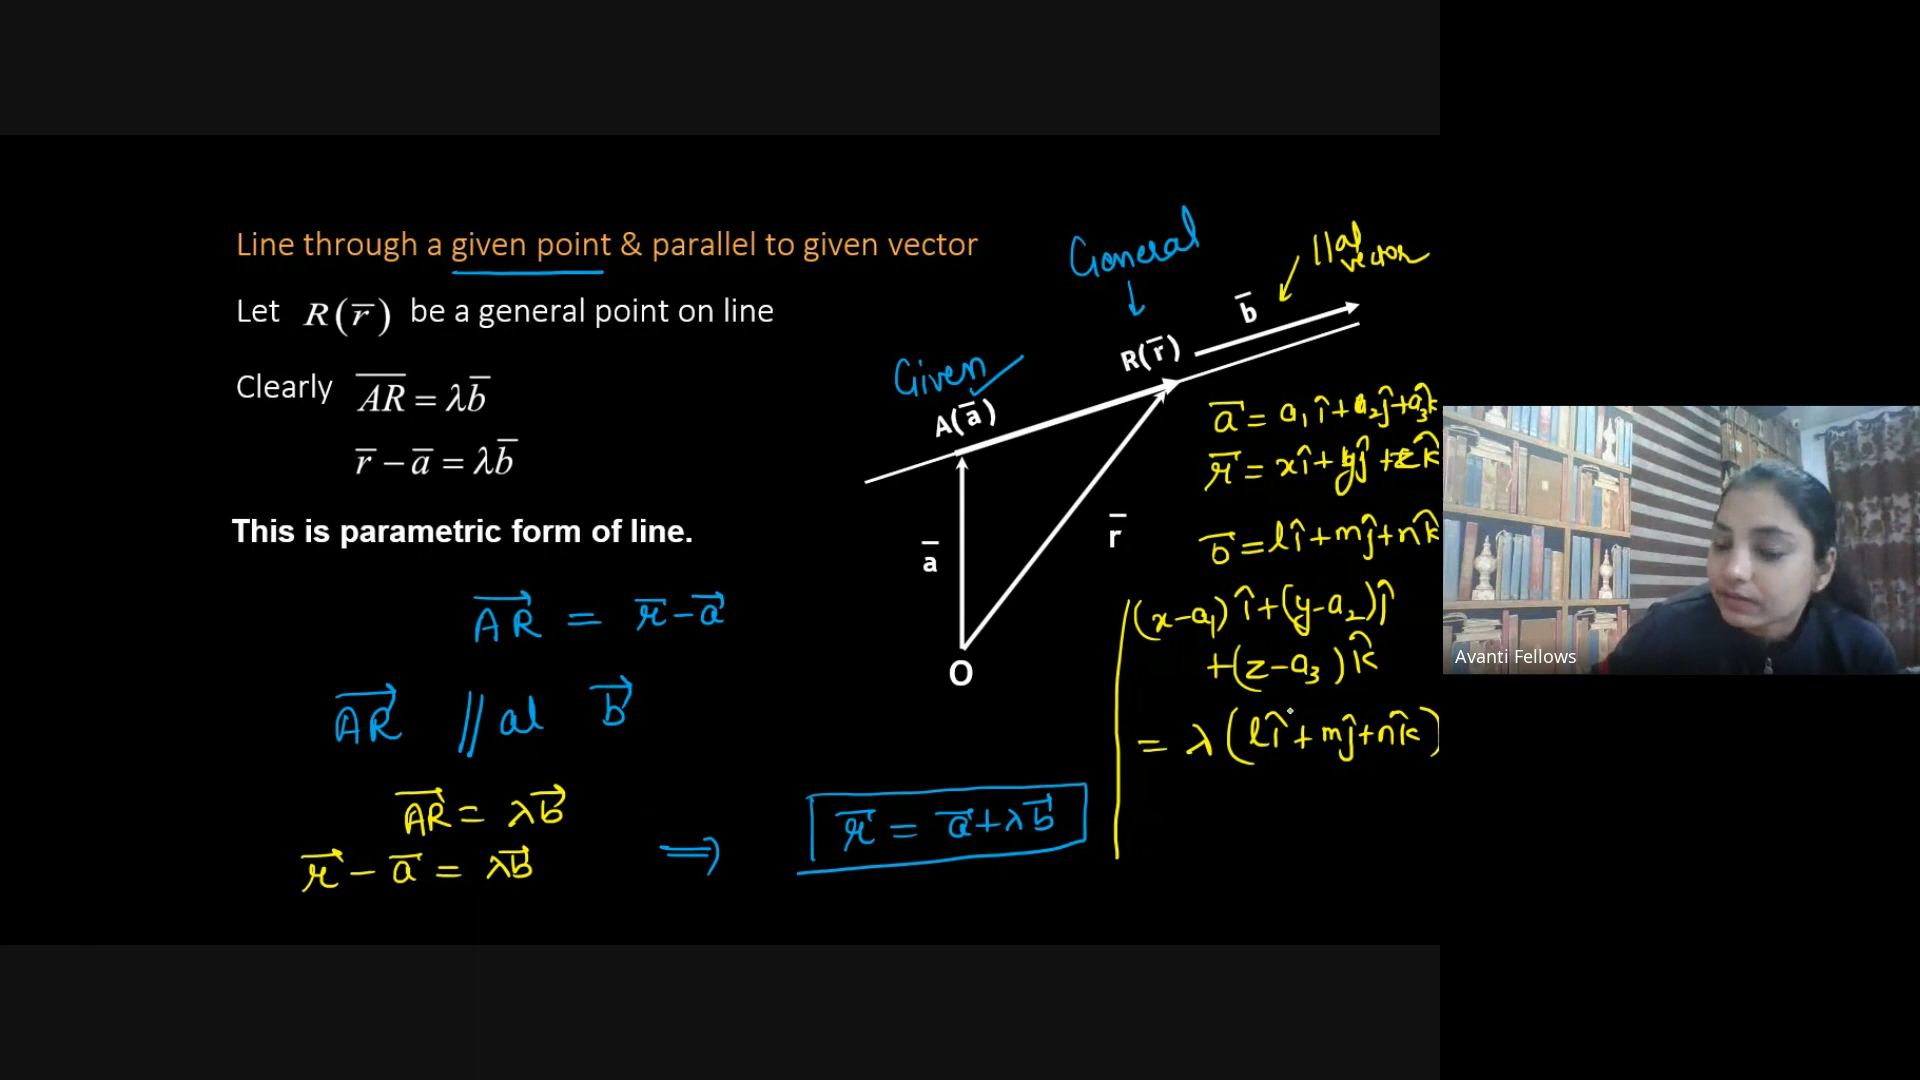 Line through a given point & parallel to given vector
Let R(r̅) be a general point on line
Clearly A̅R̅ = λb̅
r̅ − a̅ = λb̅
This is parametric form of line.
AR⃗ = r̅ − a⃗
AR⃗ // al b⃗
AR⃗ = λb⃗
r⃗ − a̅ = λb⃗
⟹ r̅ = a̅ + λb⃗
General
↓
//al vector
b̅
R(r̅)
Given ✓
A(a̅)
a̅
r̅
O
a̅ = a₁î + a₂ĵ + a₃k̂
r̅ = xî + yĵ + zk̂
b̅ = lî + mĵ + nk̂
(x−a₁)î + (y−a₂)ĵ
+(z−a₃)k̂
= λ(lî + mĵ + nk̂)
Avanti Fellows